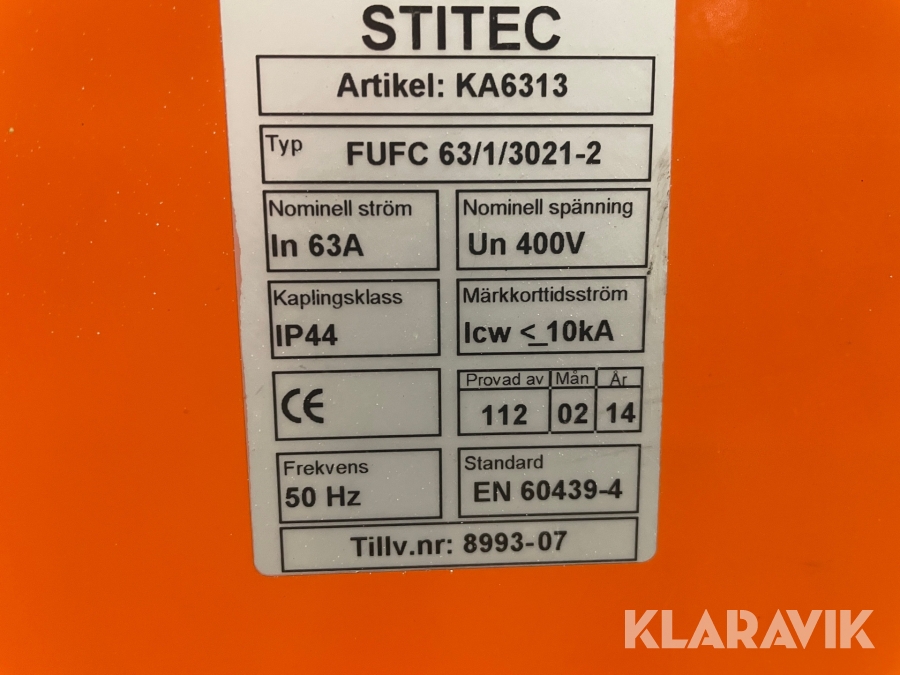 STITEC
Artikel: KA6313
Typ FUFC 63/1/3021-2
Nominell ström
In 63A
Nominell spänning
Un 400V
Kaplingsklass
IP44
Märkkorttidsström
Icw <_10kA
CE
Provad av Mån År
112 02 14
Frekvens
50 Hz
Standard
EN 60439-4
Tillv.nr: 8993-07
KLARAVIK